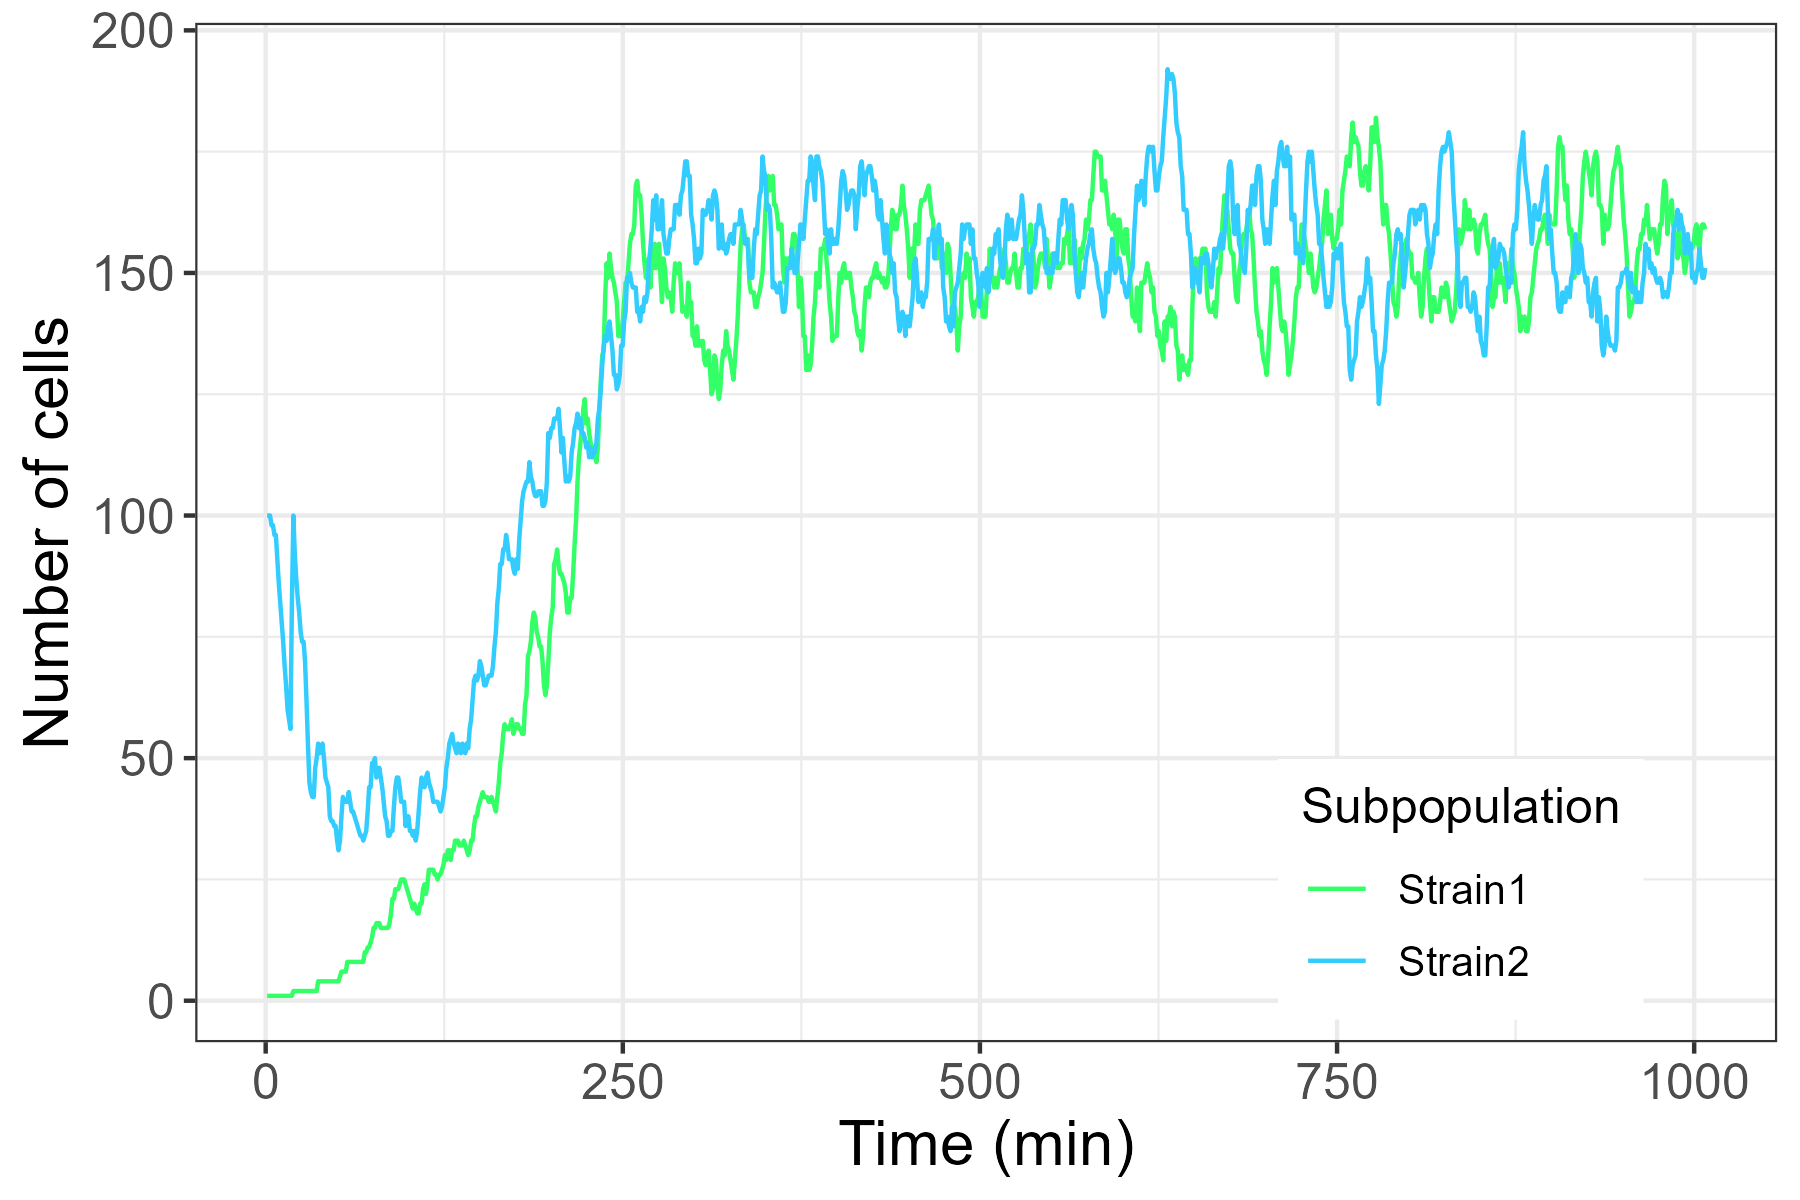 200
150
100
50
0
Number of cells
Subpopulation
Strain1
Strain2
0 250 500 750 1000
Time (min)